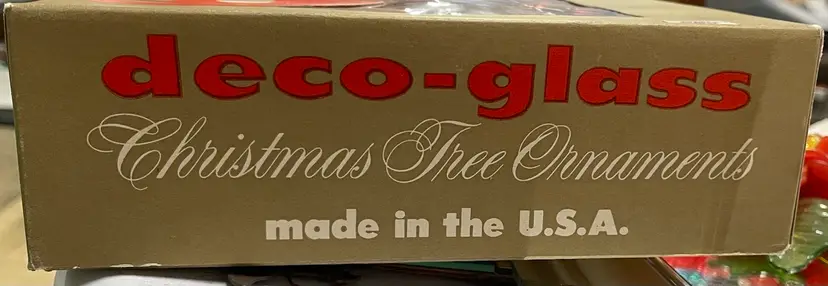 deco-glass
Christmas Tree Ornaments
made in the U.S.A.